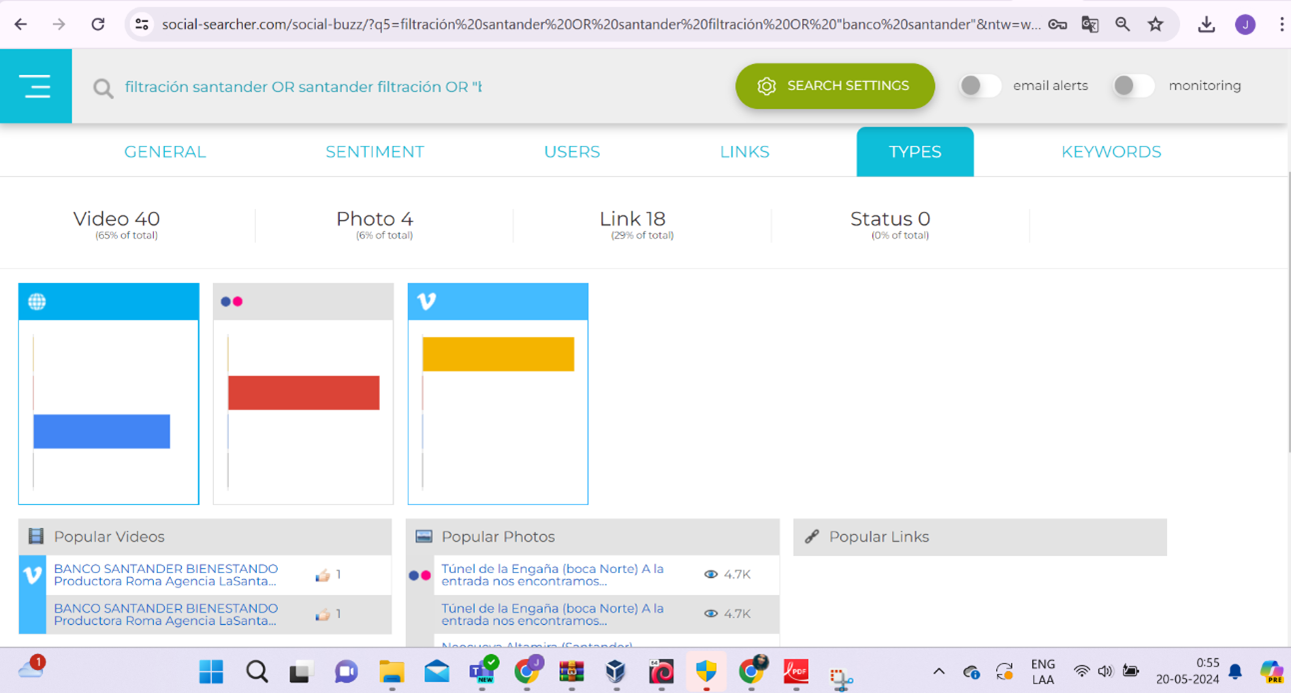 social-searcher.com/social-buzz/?q5=filtración%20santander%20OR%20santander%20filtración%20OR%20"banco%20santander"&ntw=w...
J
filtración santander OR santander filtración OR "b
SEARCH SETTINGS
email alerts
monitoring
GENERAL
SENTIMENT
USERS
LINKS
TYPES
KEYWORDS
Video 40
(65% of total)
Photo 4
(6% of total)
Link 18
(29% of total)
Status 0
(0% of total)
Popular Videos
BANCO SANTANDER BIENESTANDO
Productora Roma Agencia LaSanta...
1
BANCO SANTANDER BIENESTANDO
Productora Roma Agencia LaSanta...
1
Popular Photos
Túnel de la Engaña (boca Norte) A la
entrada nos encontramos...
4.7K
Túnel de la Engaña (boca Norte) A la
entrada nos encontramos...
4.7K
Popular Links
1
NEW
J
64
PDF
ENG
LAA
0:55
20-05-2024
PRE